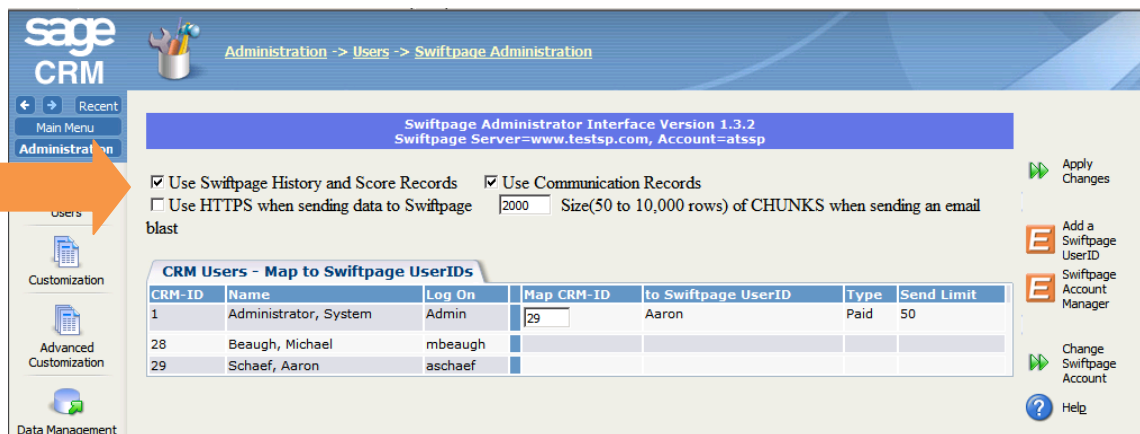 sage
CRM
Administration -> Users -> Swiftpage Administration
Recent
Main Menu
Administration
Swiftpage Administrator Interface Version 1.3.2
Swiftpage Server=www.testsp.com, Account=atssp
Use Swiftpage History and Score Records Use Communication Records
Use HTTPS when sending data to Swiftpage 2000 Size(50 to 10,000 rows) of CHUNKS when sending an email
blast
Users
Customization
Advanced
Customization
Data Management
CRM Users - Map to Swiftpage UserIDs
CRM-ID Name Log On Map CRM-ID to Swiftpage UserID Type Send Limit
1 Administrator, System Admin 29 Aaron Paid 50
28 Beaugh, Michael mbeaugh
29 Schaef, Aaron aschaef
Apply
Changes
Add a
Swiftpage
UserID
Swiftpage
Account
Manager
Change
Swiftpage
Account
Help